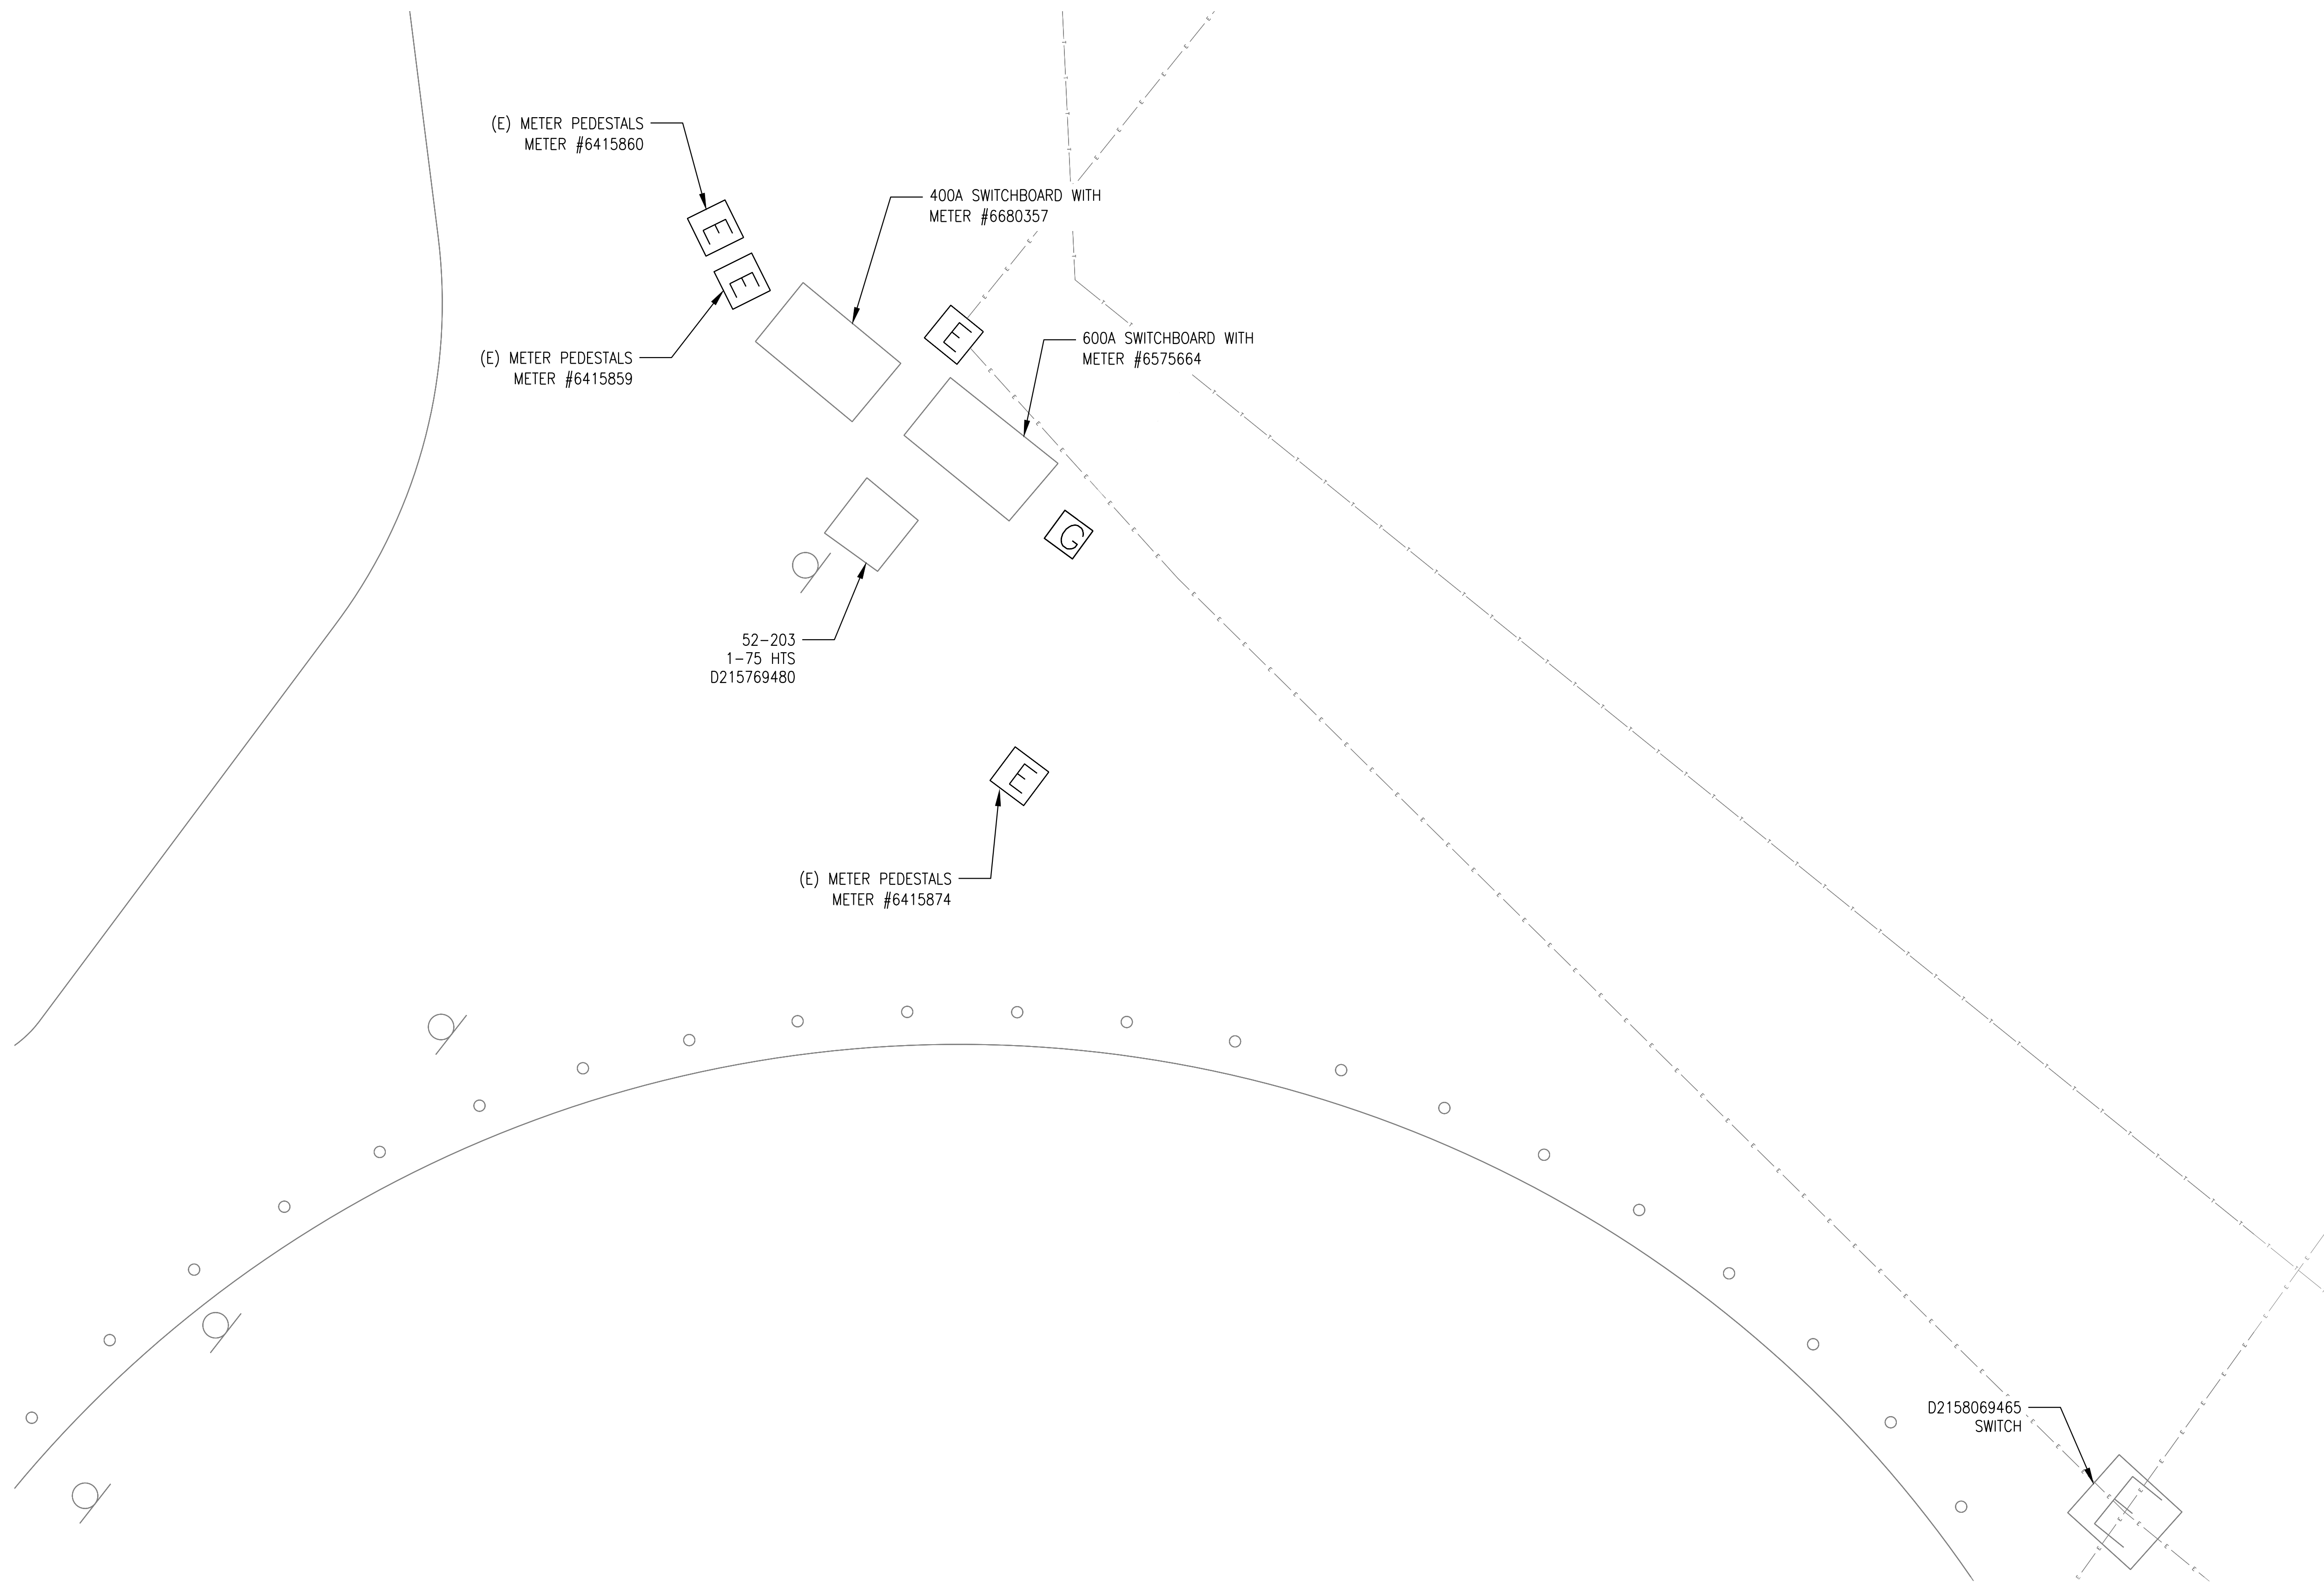 (E) METER PEDESTALS
METER #6415860
400A SWITCHBOARD WITH
METER #6680357
E
E
(E) METER PEDESTALS
METER #6415859
E
600A SWITCHBOARD WITH
METER #6575664
G
52-203
1-75 HTS
D215769480
E
(E) METER PEDESTALS
METER #6415874
D2158069465
SWITCH
E